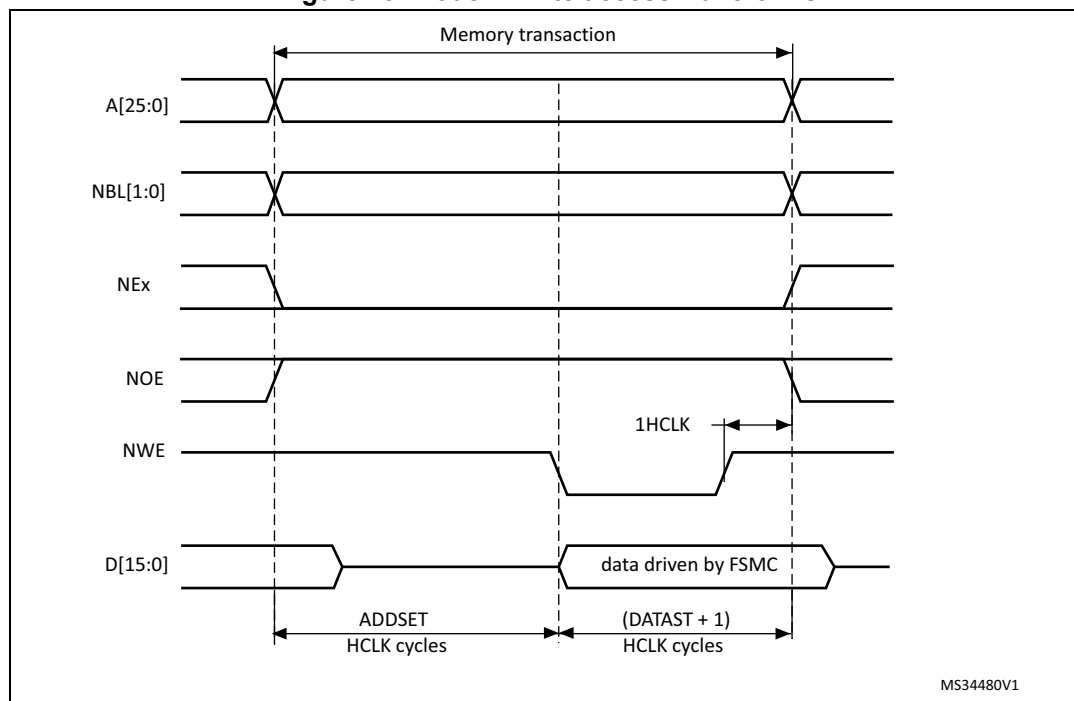 Memory transaction
A[25:0]
NBL[1:0]
NEx
NOE
1HCLK
NWE
D[15:0]
data driven by FSMC
ADDSET
HCLK cycles
(DATAST + 1)
HCLK cycles
MS34480V1